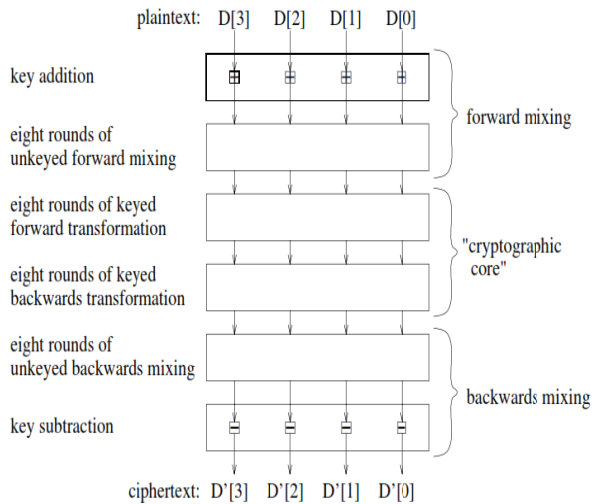 plaintext: D[3] D[2] D[1] D[0]
key addition
forward mixing
eight rounds of
unkeyed forward mixing
eight rounds of keyed
forward transformation
"cryptographic
core"
eight rounds of keyed
backwards transformation
eight rounds of
unkeyed backwards mixing
backwards mixing
key subtraction
ciphertext: D'[3] D'[2] D'[1] D'[0]